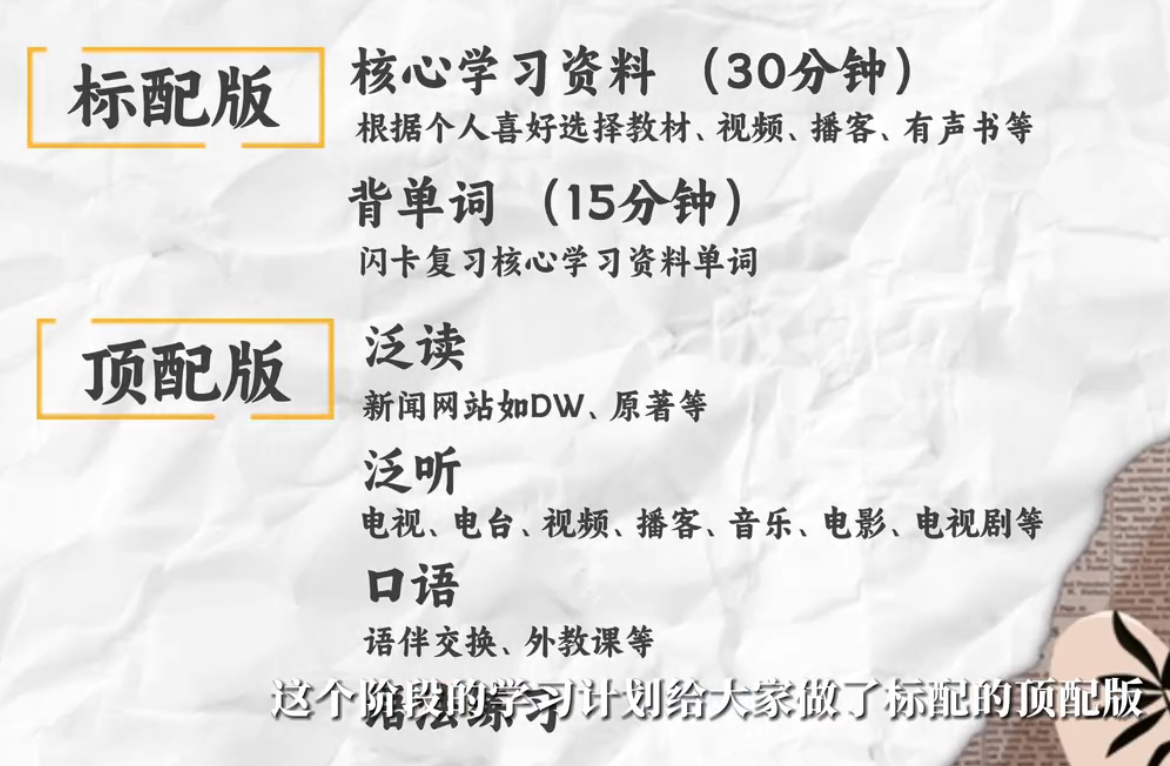 标配版
核心学习资料 （30分钟）
根据个人喜好选择教材、视频、播客、有声书等
背单词 （15分钟）
闪卡复习核心学习资料单词
顶配版
泛读
新闻网站如DW、原著等
泛听
电视、电台、视频、播客、音乐、电影、电视剧等
口语
语伴交换、外教课等
这个阶段的学习计划给大家做了标配的顶配版